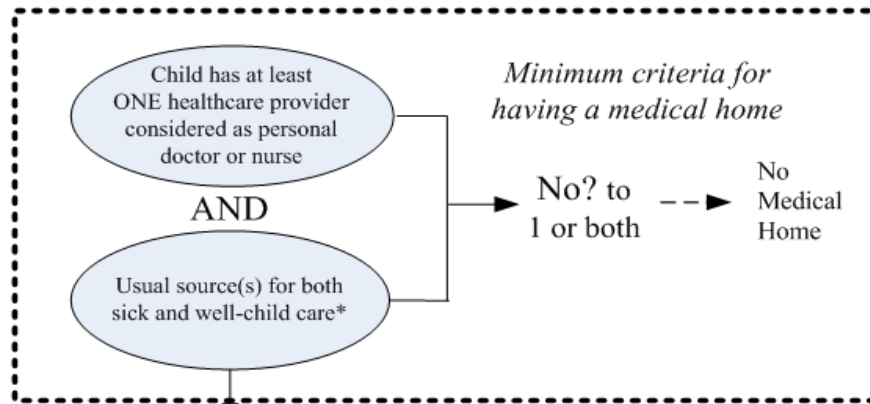 Child has at least
ONE healthcare provider
considered as personal
doctor or nurse
AND
Usual source(s) for both
sick and well-child care*
Minimum criteria for
having a medical home
No? to
1 or both
No
Medical
Home